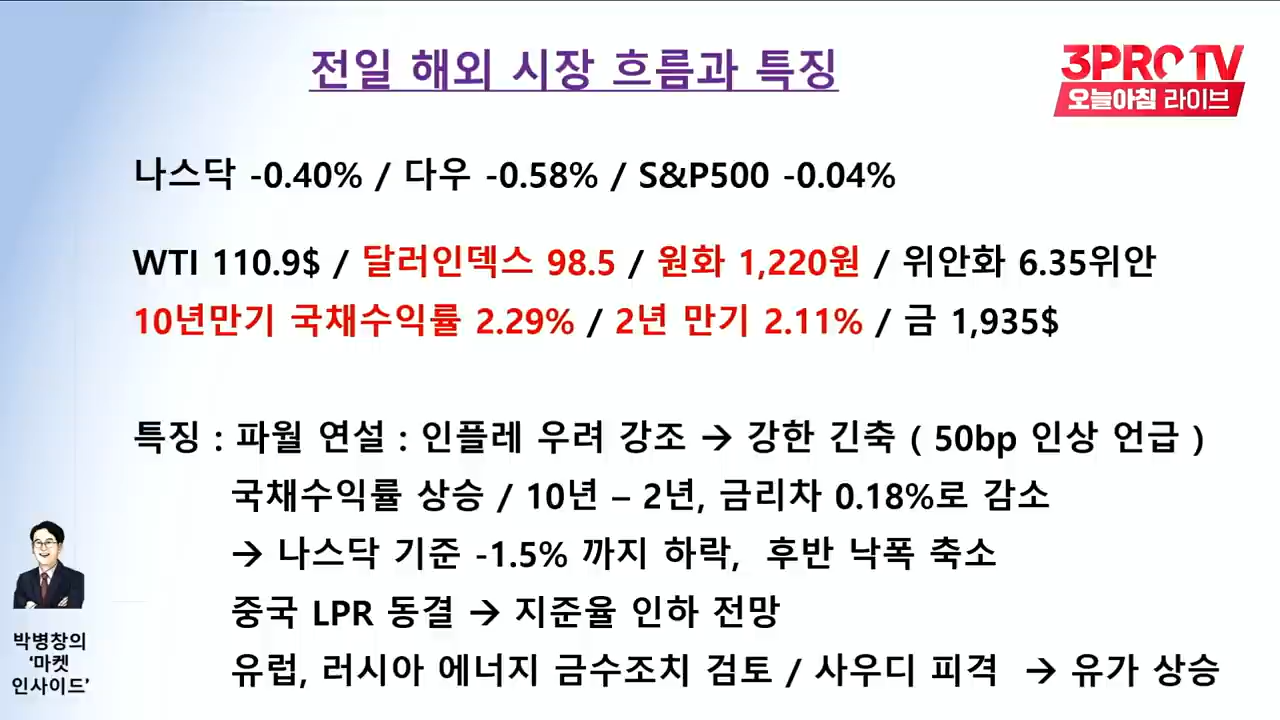 전일 해외 시장 흐름과 특징
3PRO TV
오늘아침 라이브
나스닥 -0.40% / 다우 -0.58% / S&P500 -0.04%
WTI 110.9$ / 달러인덱스 98.5 / 원화 1,220원 / 위안화 6.35위안
10년만기 국채수익률 2.29% / 2년 만기 2.11% / 금 1,935$
특징 : 파월 연설 : 인플레 우려 강조 → 강한 긴축 ( 50bp 인상 언급 )
국채수익률 상승 / 10년 – 2년, 금리차 0.18%로 감소
→ 나스닥 기준 -1.5% 까지 하락, 후반 낙폭 축소
중국 LPR 동결 → 지준율 인하 전망
유럽, 러시아 에너지 금수조치 검토 / 사우디 피격 → 유가 상승
박병창의
‘마켓
인사이드’